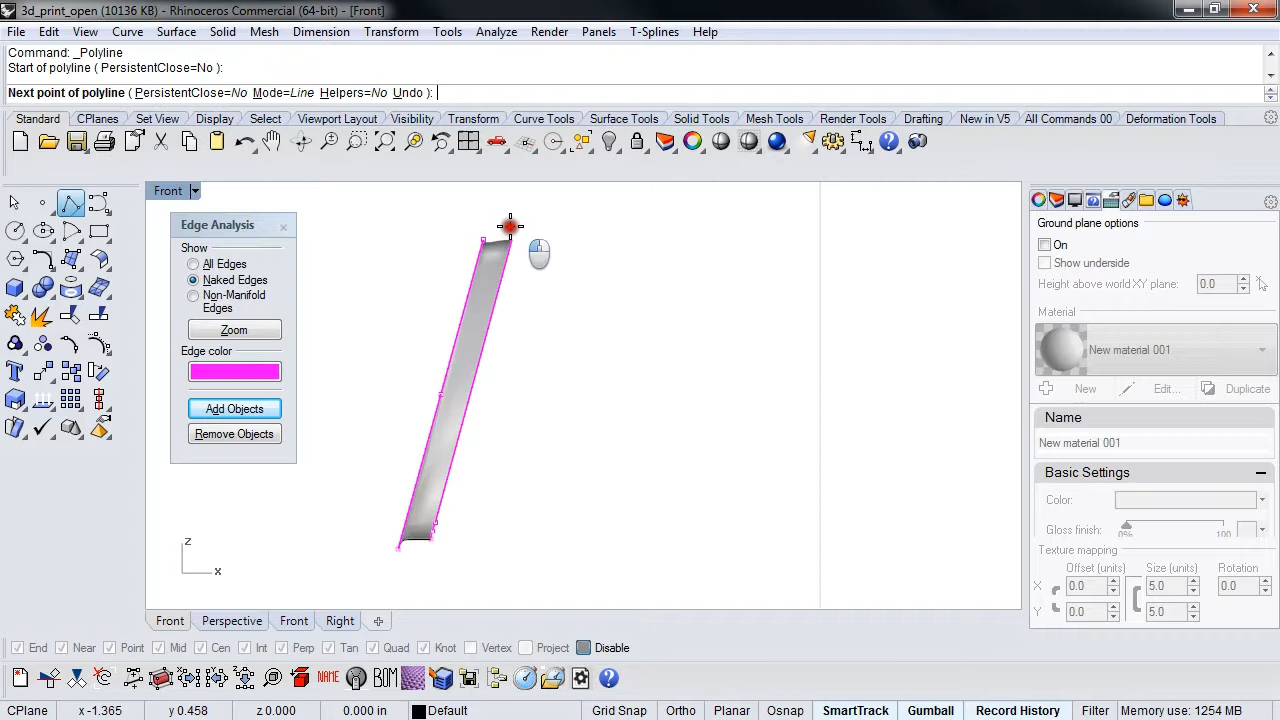 3d_print_open (10136 KB) - Rhinoceros Commercial (64-bit) - [Front]
File Edit View Curve Surface Solid Mesh Dimension Transform Tools Analyze Render Panels T-Splines Help
Command: _Polyline
Start of polyline ( PersistentClose=No ):
Next point of polyline ( PersistentClose=No Mode=Line Helpers=No Undo ):
Standard CPlanes Set View Display Select Viewport Layout Visibility Transform Curve Tools Surface Tools Solid Tools Mesh Tools Render Tools Drafting New in V5 All Commands 00 Deformation Tools
Front
Edge Analysis
Show
All Edges
Naked Edges
Non-Manifold
Edges
Zoom
Edge color
Add Objects
Remove Objects
z
x
Ground plane options
On
Show underside
Height above world XY plane: 0.0
Material
New material 001
New Edit... Duplicate
Name
New material 001
Basic Settings
Color:
Gloss finish: 0% 100
Texture mapping
Offset (units) Size (units) Rotation
X 0.0 5.0 0.0
Y 0.0 5.0
Front Perspective Front Right
End Near Point Mid Cen Int Perp Tan Quad Knot Vertex Project Disable
NAME BOM
CPlane x -1.365 y 0.458 z 0.000 0.000 in Default Grid Snap Ortho Planar Osnap SmartTrack Gumball Record History Filter Memory use: 1254 MB